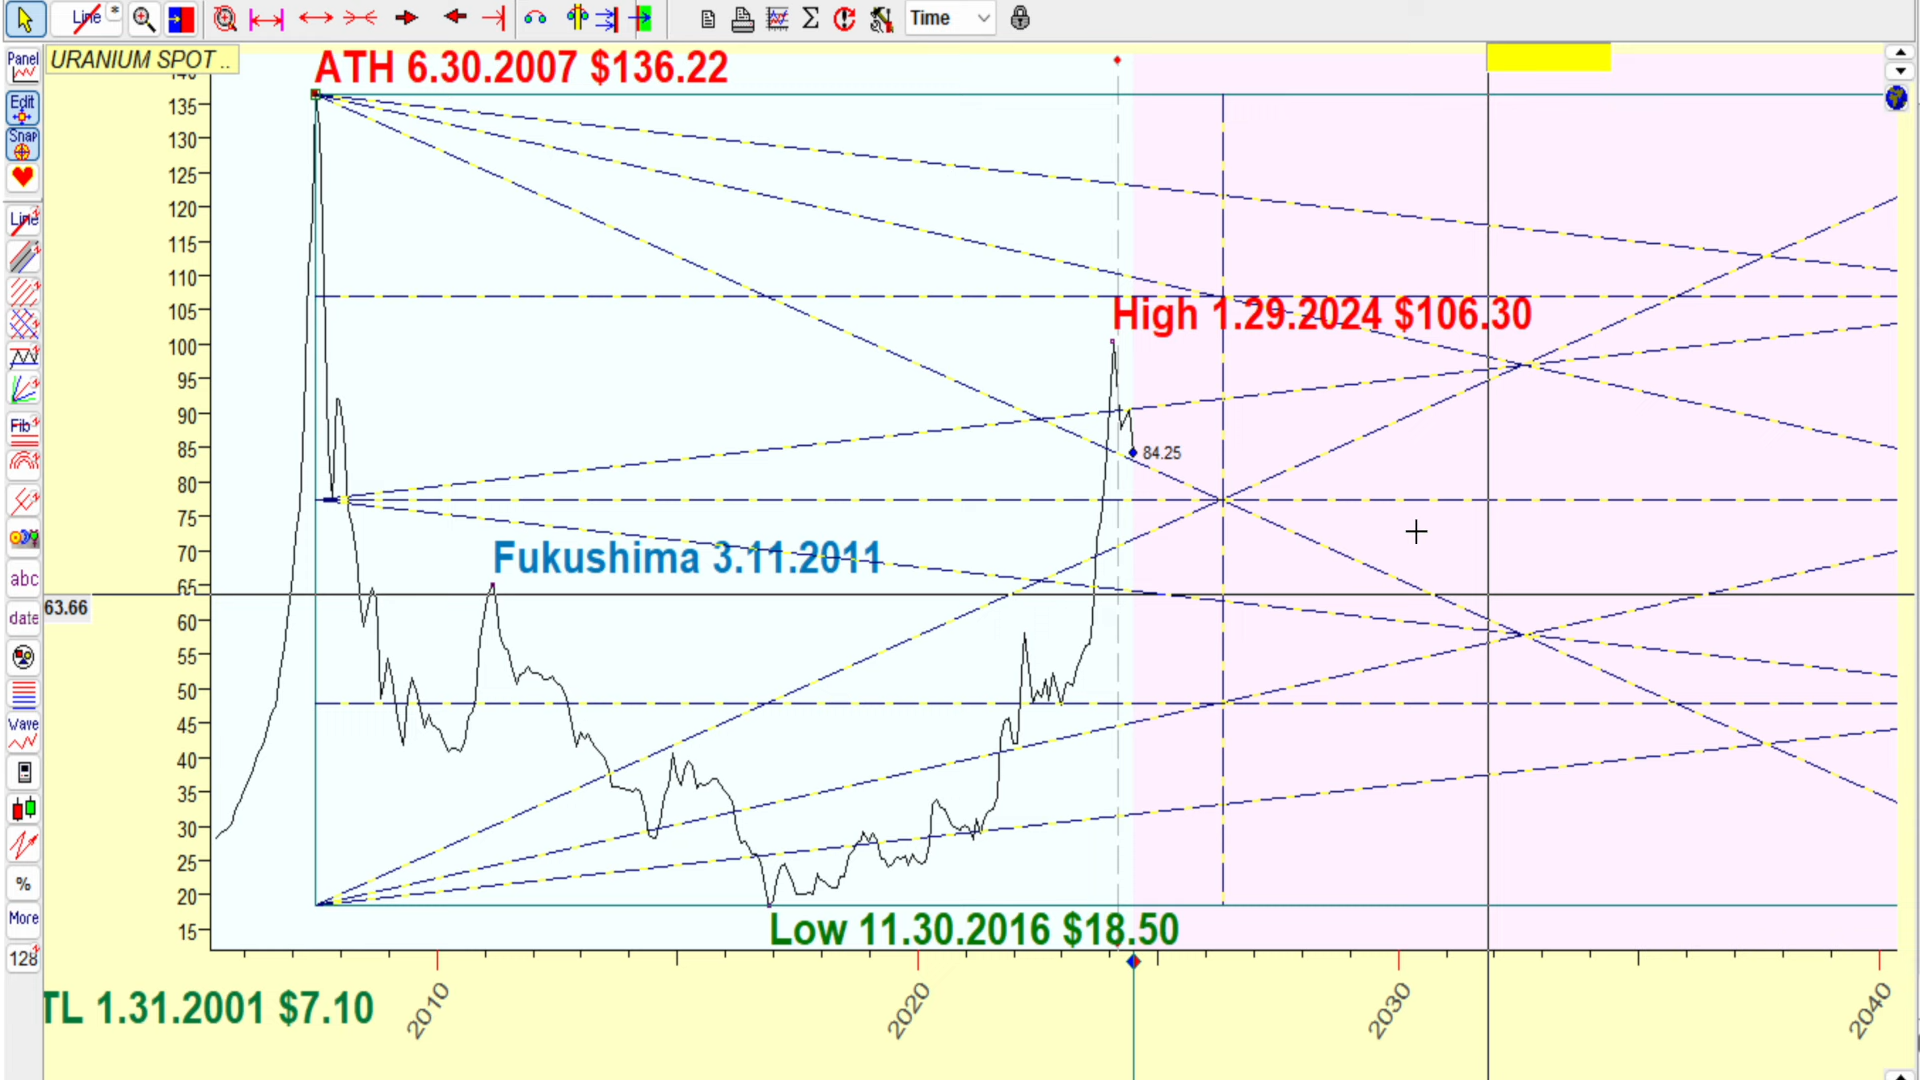 Line *
Time
Panel
URANIUM SPOT ..
ATH 6.30.2007 $136.22
Edit
Snap
Line
Fib
abc
date
Wave
%
More
128
140
135
130
125
120
115
110
105
100
95
90
85
80
75
70
65
60
55
50
45
40
35
30
25
20
15
High 1.29.2024 $106.30
84.25
Fukushima 3.11.2011
63.66
Low 11.30.2016 $18.50
TL 1.31.2001 $7.10
2010
2020
2030
2040